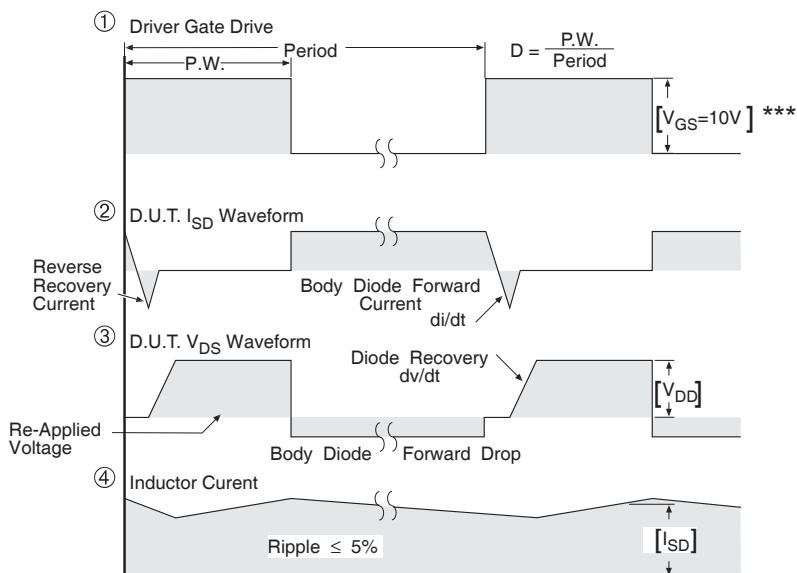 ① Driver Gate Drive
Period
P.W.
D = P.W.
Period
[VGS=10V] ***
② D.U.T. ISD Waveform
Reverse
Recovery
Current
Body Diode Forward
Current
di/dt
③ D.U.T. VDS Waveform
Diode Recovery
dv/dt
[VDD]
Re-Applied
Voltage
Body Diode Forward Drop
④ Inductor Curent
Ripple ≤ 5%
[ISD]